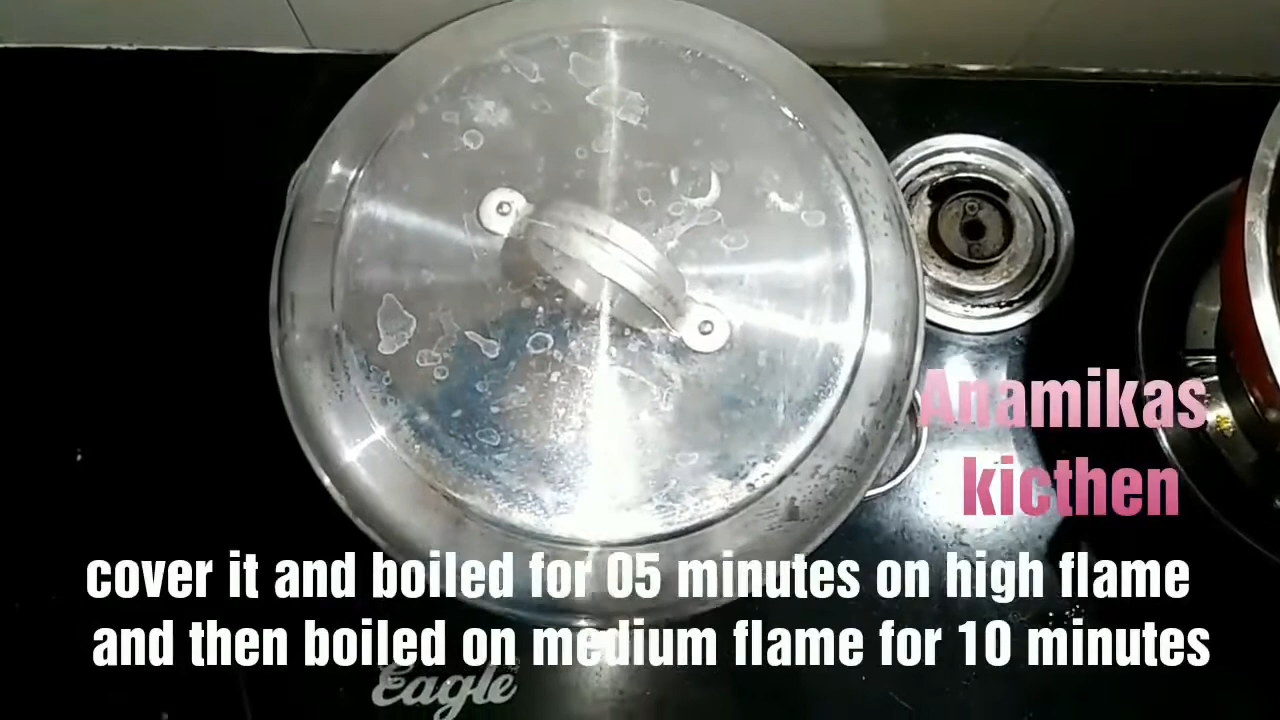 Anamikas
kicthen
cover it and boiled for 05 minutes on high flame
and then boiled on medium flame for 10 minutes
Eagle